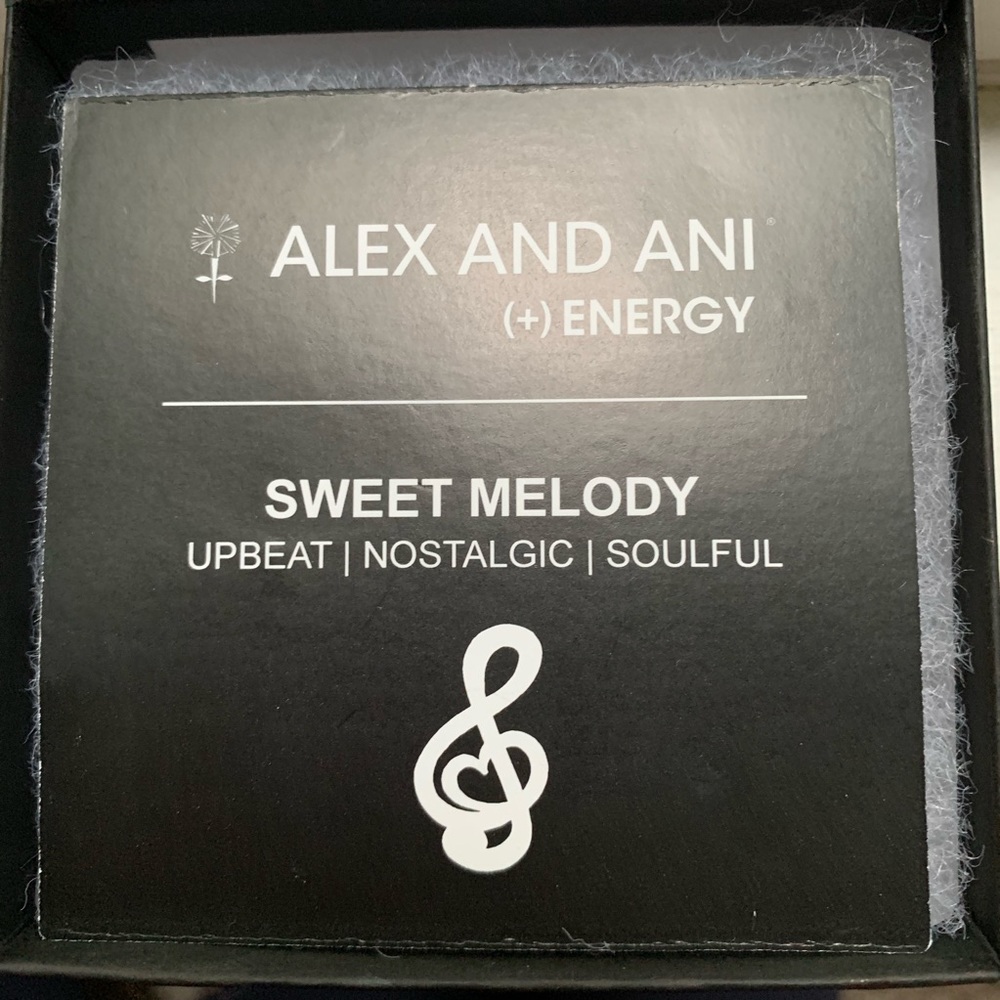 ALEX AND ANI®
(+) ENERGY
SWEET MELODY
UPBEAT | NOSTALGIC | SOULFUL